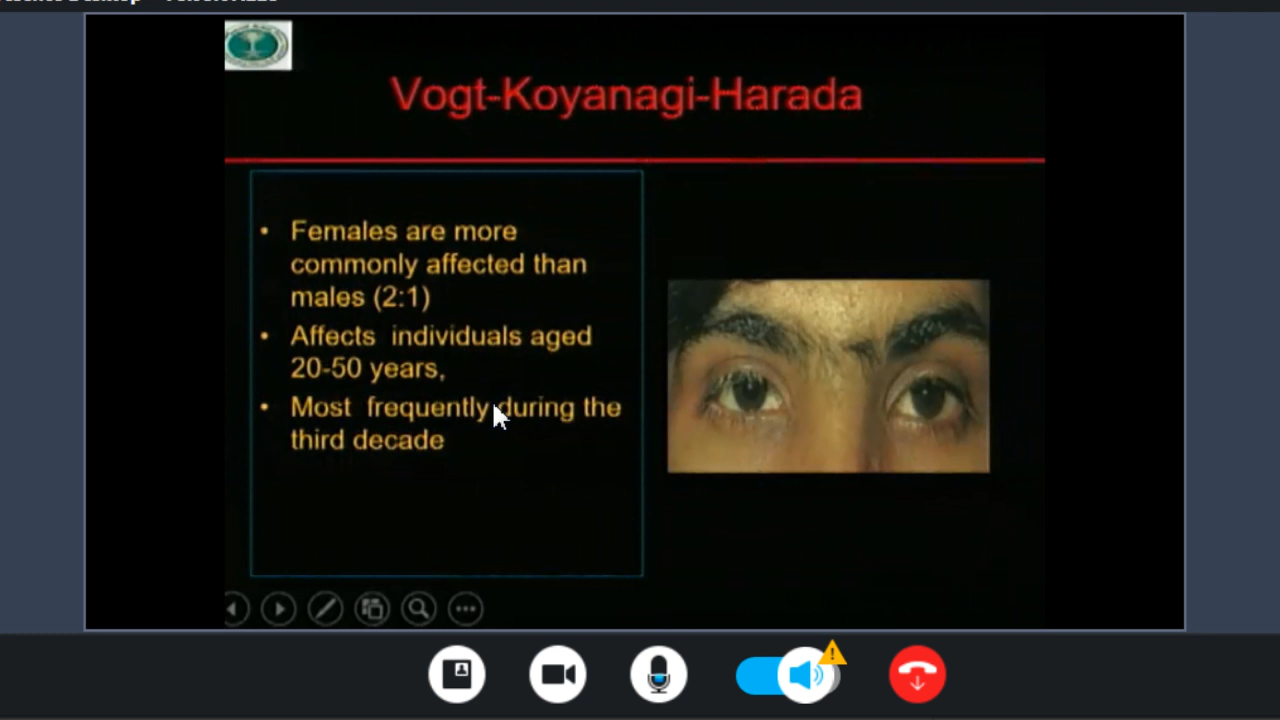 Vogt-Koyanagi-Harada
• Females are more
commonly affected than
males (2:1)
• Affects individuals aged
20-50 years,
• Most frequently during the
third decade